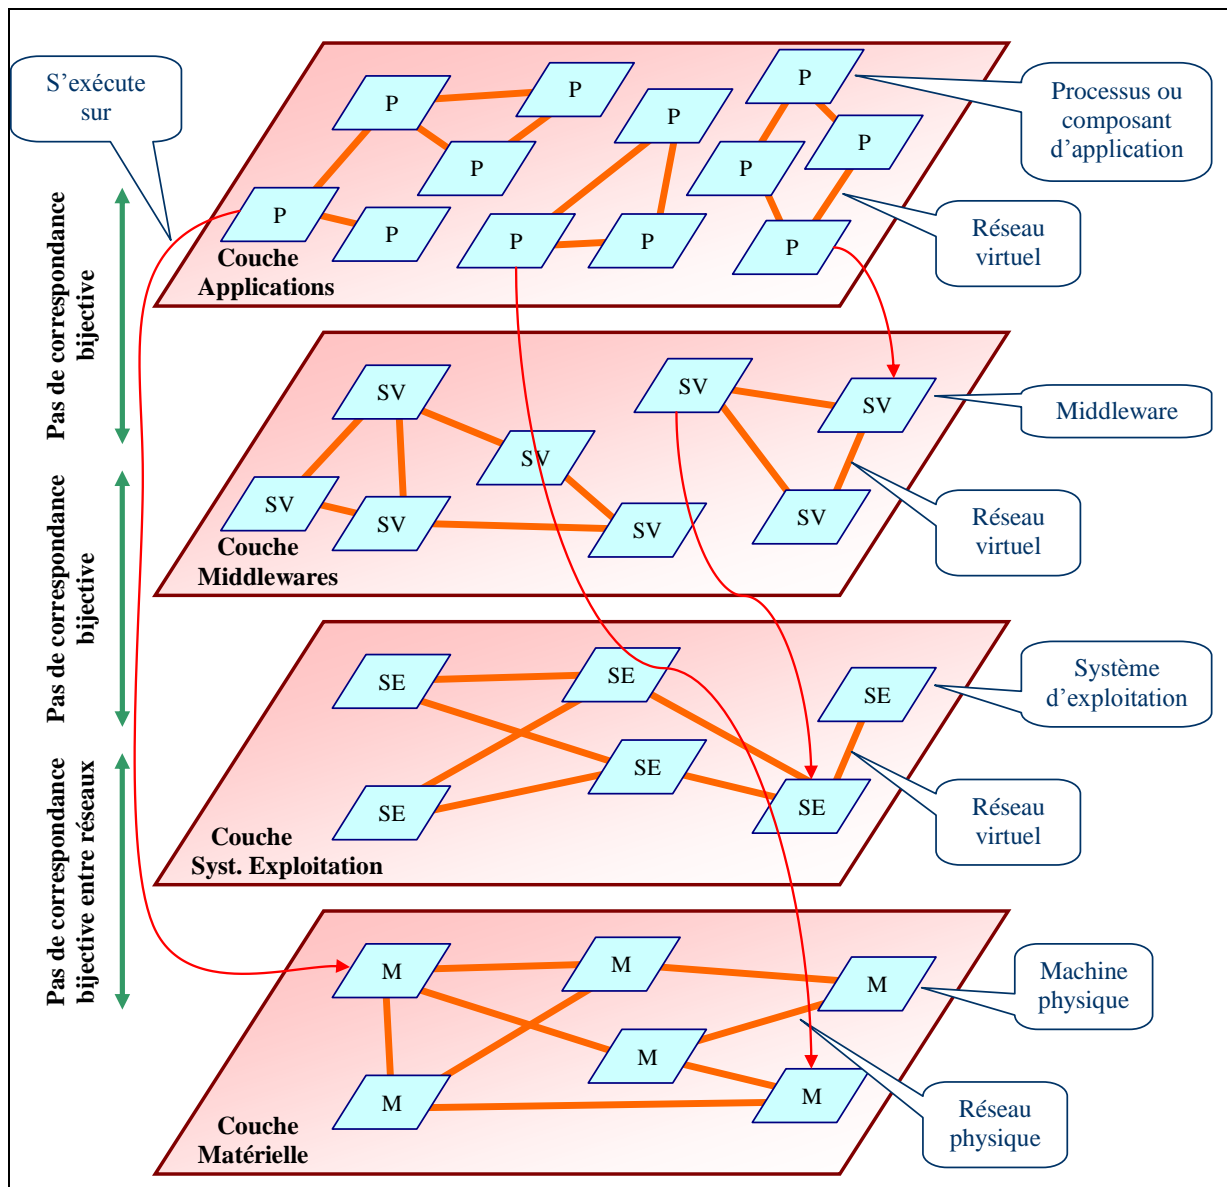 S’exécute
sur
P
P
P
P
P
P
P
P
P
P
P
P
P
Processus ou
composant
d’application
Réseau
virtuel
Couche
Applications
Pas de correspondance
bijective
SV
SV
SV
SV
SV
SV
SV
SV
Middleware
Réseau
virtuel
Couche
Middlewares
Pas de correspondance
bijective
SE
SE
SE
SE
SE
SE
Système
d’exploitation
Réseau
virtuel
Couche
Syst. Exploitation
Pas de correspondance
bijective entre réseaux
M
M
M
M
M
M
Machine
physique
Réseau
physique
Couche
Matérielle